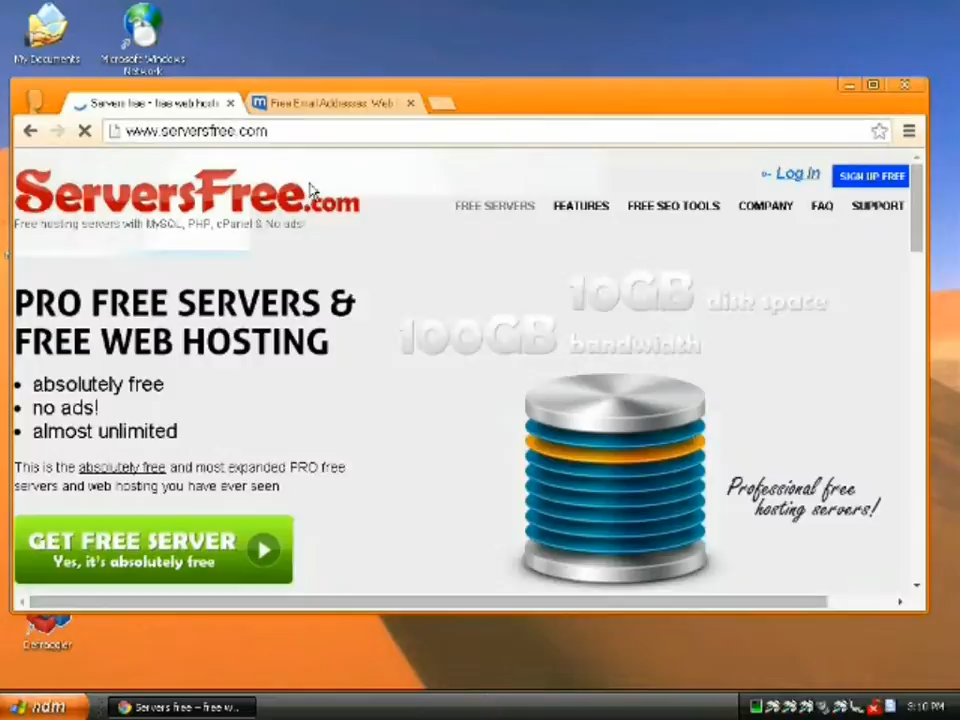 My Documents
Microsoft Windows
Network
Servers free - free web hosti
Free Email Addresses: Web
www.serversfree.com
ServersFree.com
Free hosting servers with MySQL, PHP, cPanel & No ads!
Log In
SIGN UP FREE
FREE SERVERS
FEATURES
FREE SEO TOOLS
COMPANY
FAQ
SUPPORT
PRO FREE SERVERS &
FREE WEB HOSTING
10GB disk space
100GB bandwidth
• absolutely free
• no ads!
• almost unlimited
This is the absolutely free and most expanded PRO free
servers and web hosting you have ever seen
Professional free
hosting servers!
GET FREE SERVER
Yes, it's absolutely free
Defraggler
Servers free – free w...